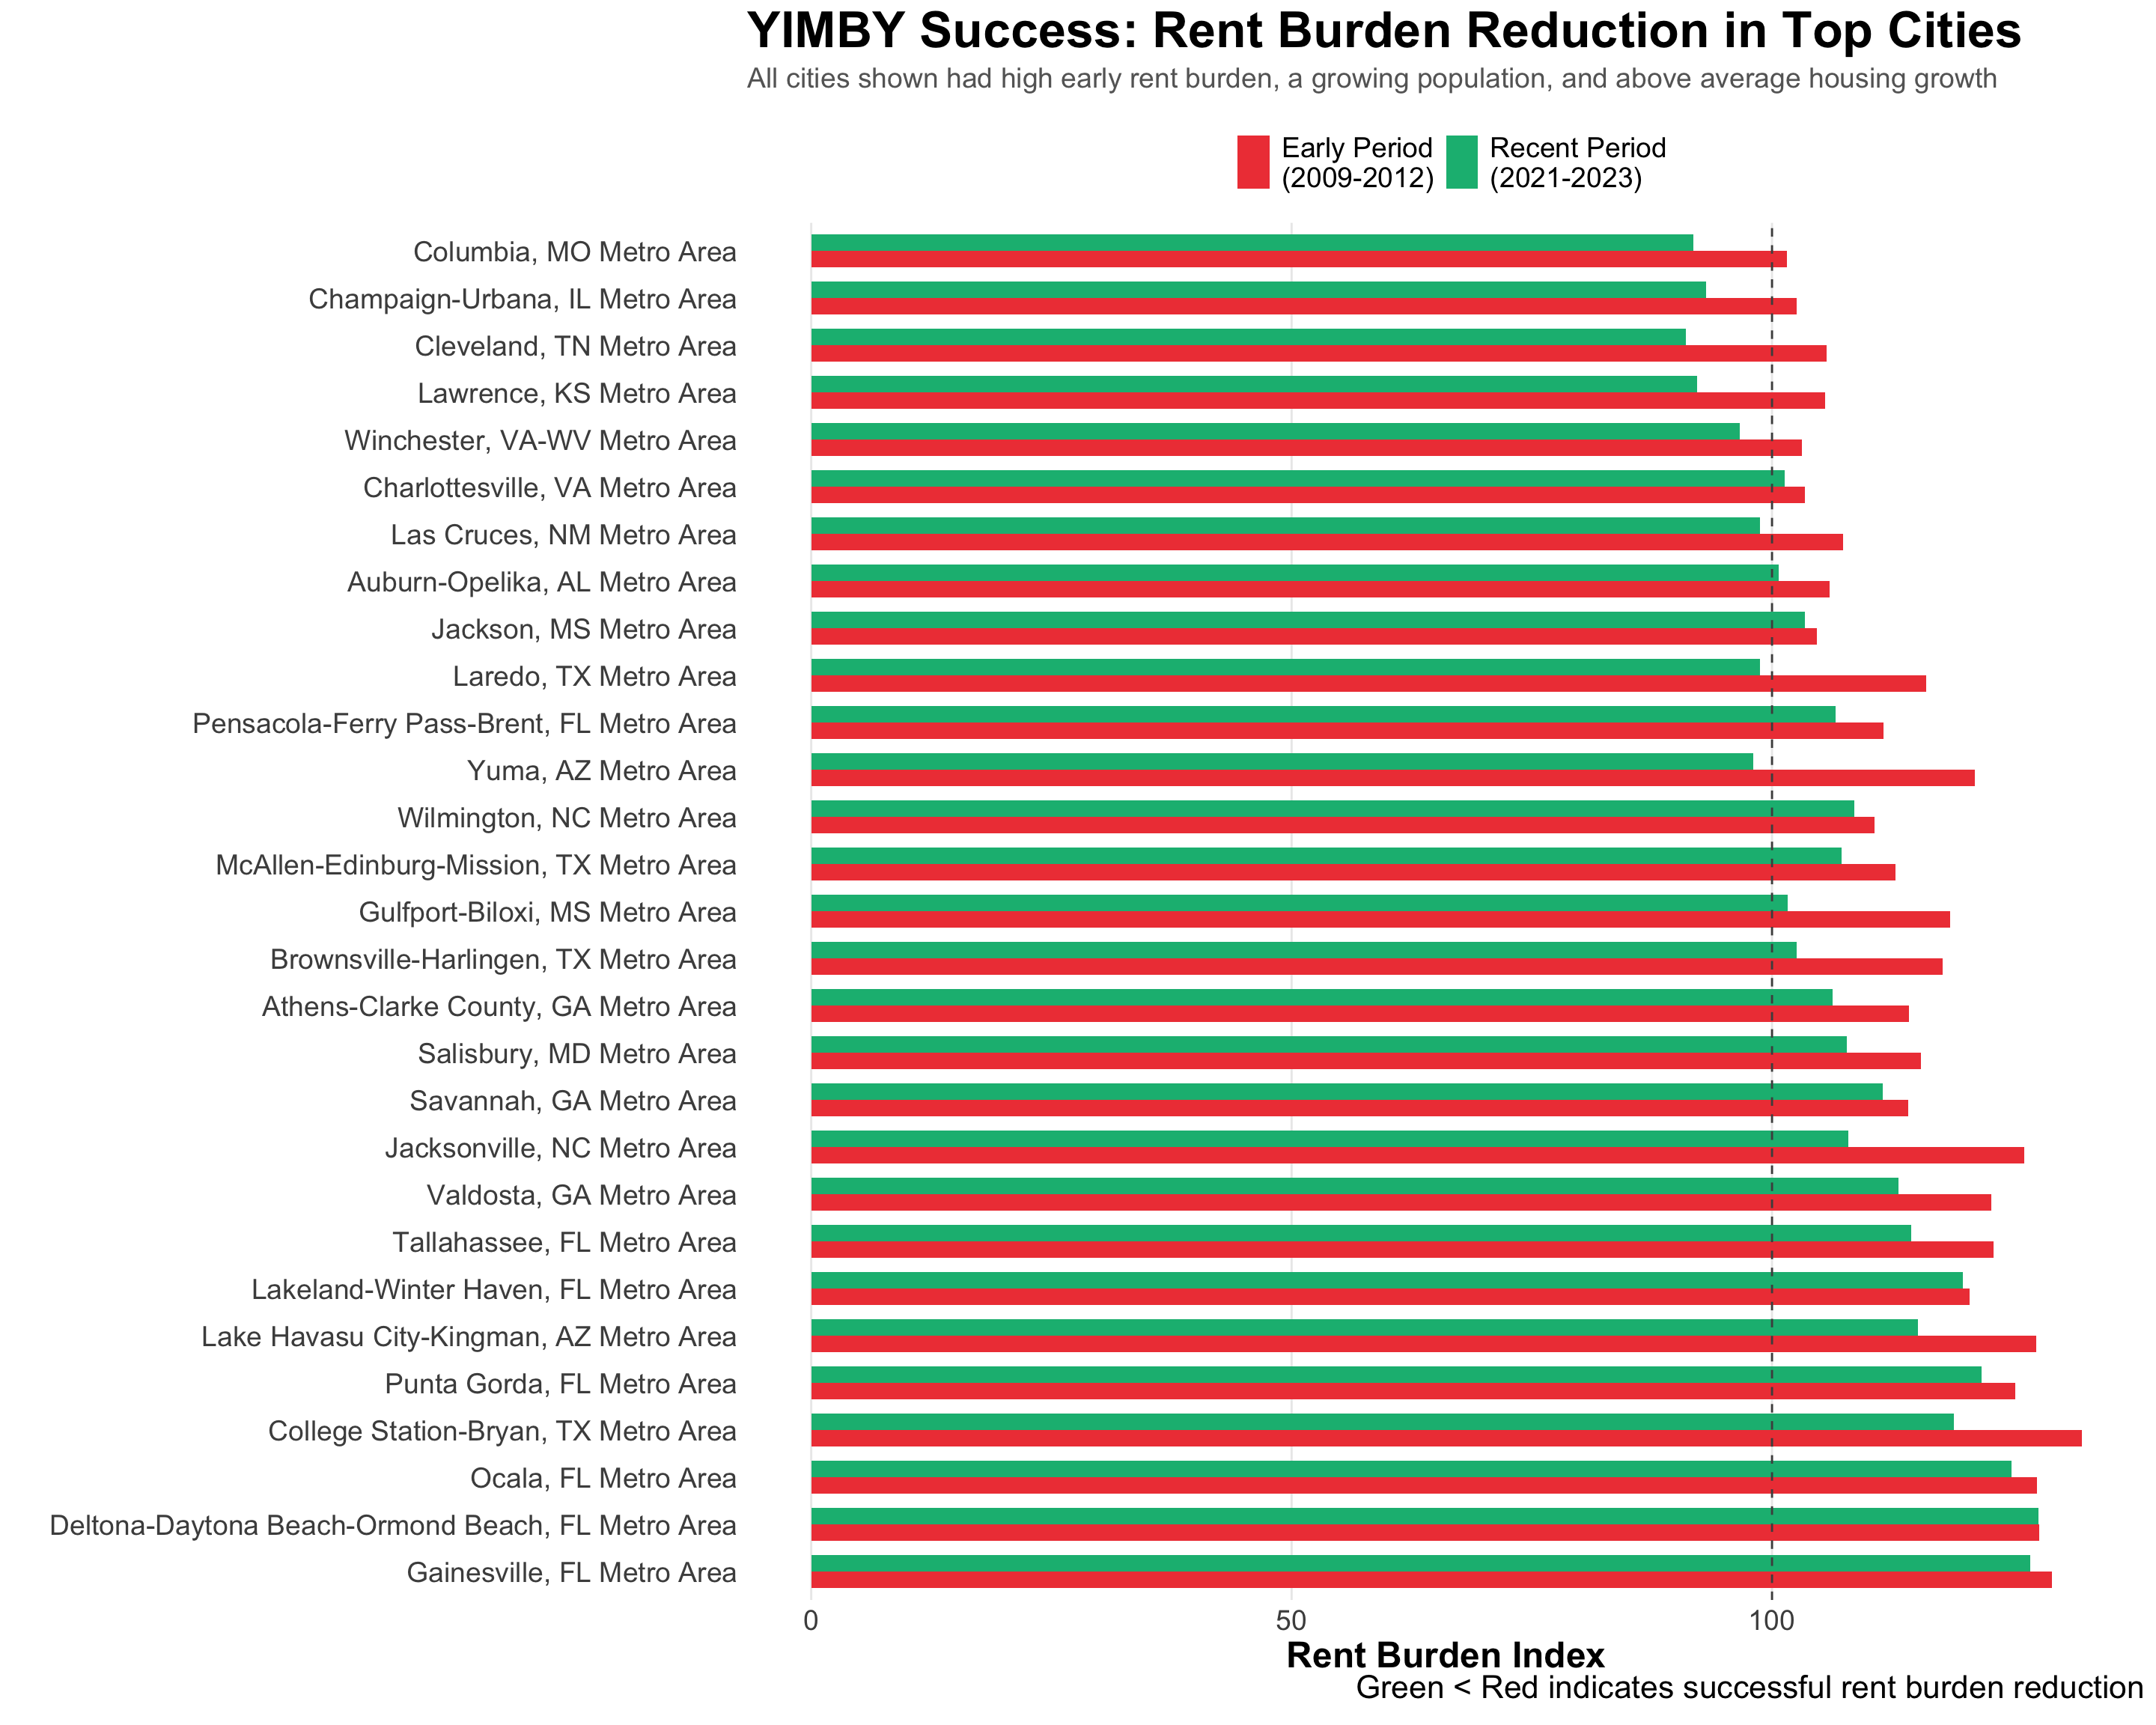 YIMBY Success: Rent Burden Reduction in Top Cities
All cities shown had high early rent burden, a growing population, and above average housing growth
Early Period
(2009-2012)
Recent Period
(2021-2023)
Columbia, MO Metro Area
Champaign-Urbana, IL Metro Area
Cleveland, TN Metro Area
Lawrence, KS Metro Area
Winchester, VA-WV Metro Area
Charlottesville, VA Metro Area
Las Cruces, NM Metro Area
Auburn-Opelika, AL Metro Area
Jackson, MS Metro Area
Laredo, TX Metro Area
Pensacola-Ferry Pass-Brent, FL Metro Area
Yuma, AZ Metro Area
Wilmington, NC Metro Area
McAllen-Edinburg-Mission, TX Metro Area
Gulfport-Biloxi, MS Metro Area
Brownsville-Harlingen, TX Metro Area
Athens-Clarke County, GA Metro Area
Salisbury, MD Metro Area
Savannah, GA Metro Area
Jacksonville, NC Metro Area
Valdosta, GA Metro Area
Tallahassee, FL Metro Area
Lakeland-Winter Haven, FL Metro Area
Lake Havasu City-Kingman, AZ Metro Area
Punta Gorda, FL Metro Area
College Station-Bryan, TX Metro Area
Ocala, FL Metro Area
Deltona-Daytona Beach-Ormond Beach, FL Metro Area
Gainesville, FL Metro Area
0 50 100
Rent Burden Index
Green < Red indicates successful rent burden reduction